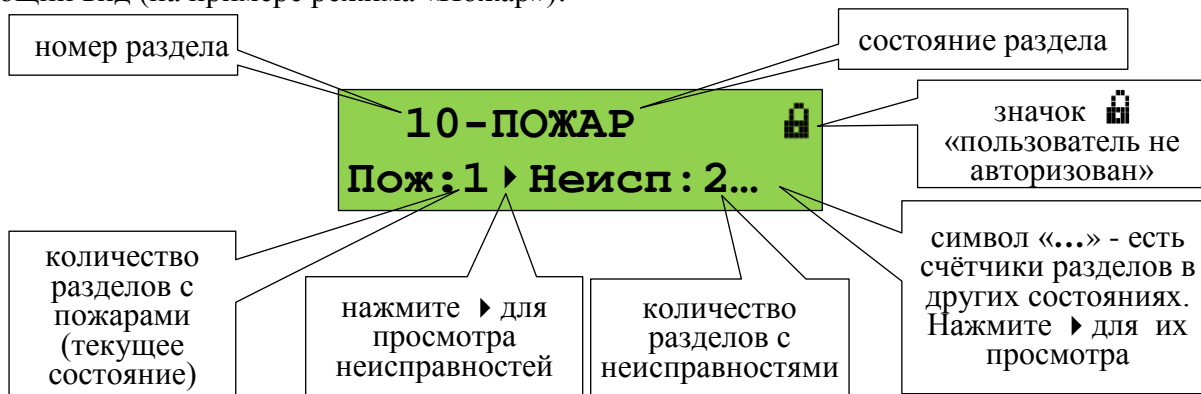 ощий вид (на примере режима «Пожар»):
номер раздела
состояние раздела
10-ПОЖАР
Пож:1 Неисп:2…
значок
«пользователь не
авторизован»
количество
разделов с
пожарами
(текущее
состояние)
нажмите для
просмотра
неисправностей
количество
разделов с
неисправностями
символ «...» - есть
счётчики разделов в
других состояниях.
Нажмите для их
просмотра